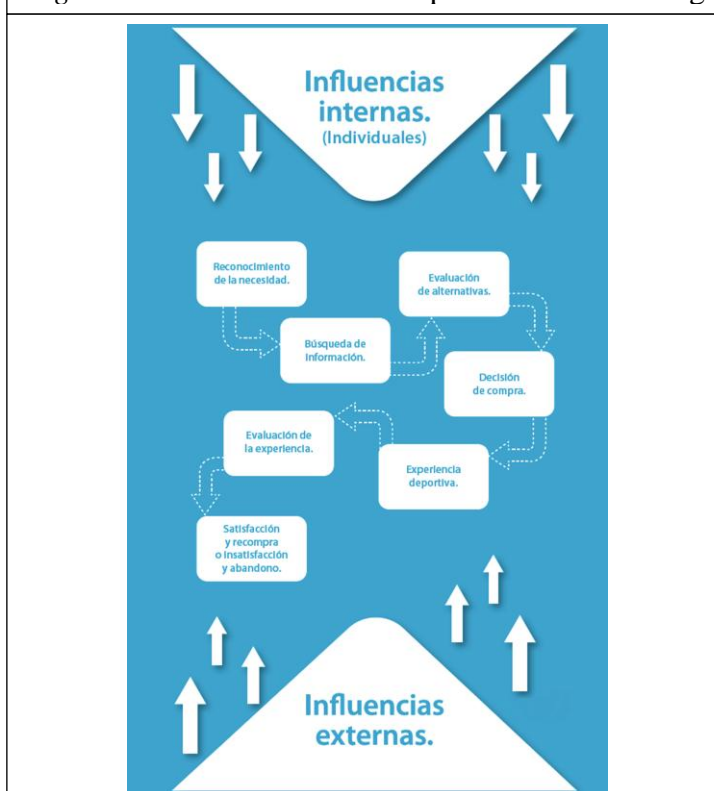 Influencias
internas.
(Individuales)
Reconocimiento
de la necesidad.
Búsqueda de
información.
Evaluación
de alternativas.
Decisión
de compra.
Experiencia
deportiva.
Evaluación de
la experiencia.
Satisfacción
y recompra
o insatisfacción
y abandono.
Influencias
externas.